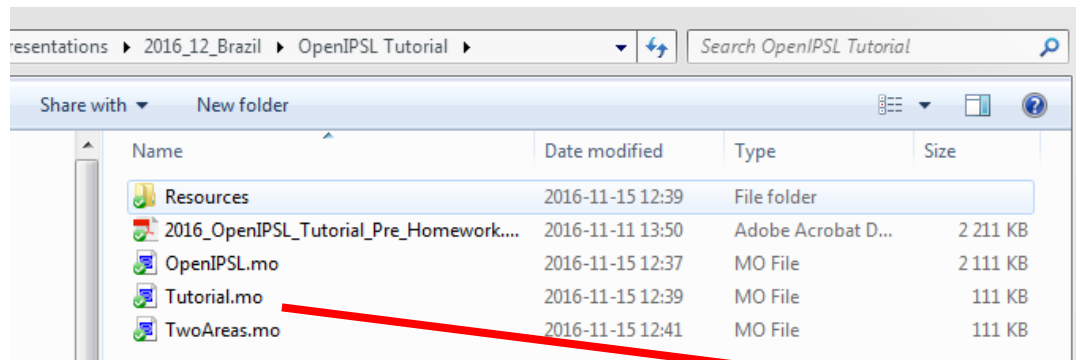 resentations ▸ 2016_12_Brazil ▸ OpenIPSL Tutorial ▸ Search OpenIPSL Tutorial
Share with New folder
Name Date modified Type Size
Resources 2016-11-15 12:39 File folder
2016_OpenIPSL_Tutorial_Pre_Homework.... 2016-11-11 13:50 Adobe Acrobat D... 2 211 KB
OpenIPSL.mo 2016-11-15 12:37 MO File 2 111 KB
Tutorial.mo 2016-11-15 12:39 MO File 111 KB
TwoAreas.mo 2016-11-15 12:41 MO File 111 KB